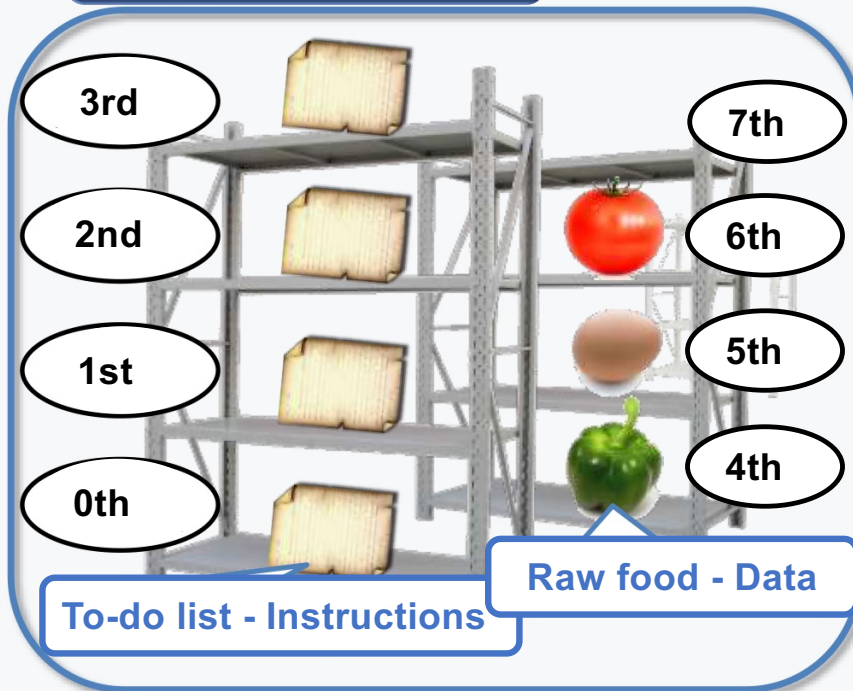 3rd
2nd
1st
0th
7th
6th
5th
4th
Raw food - Data
To-do list - Instructions